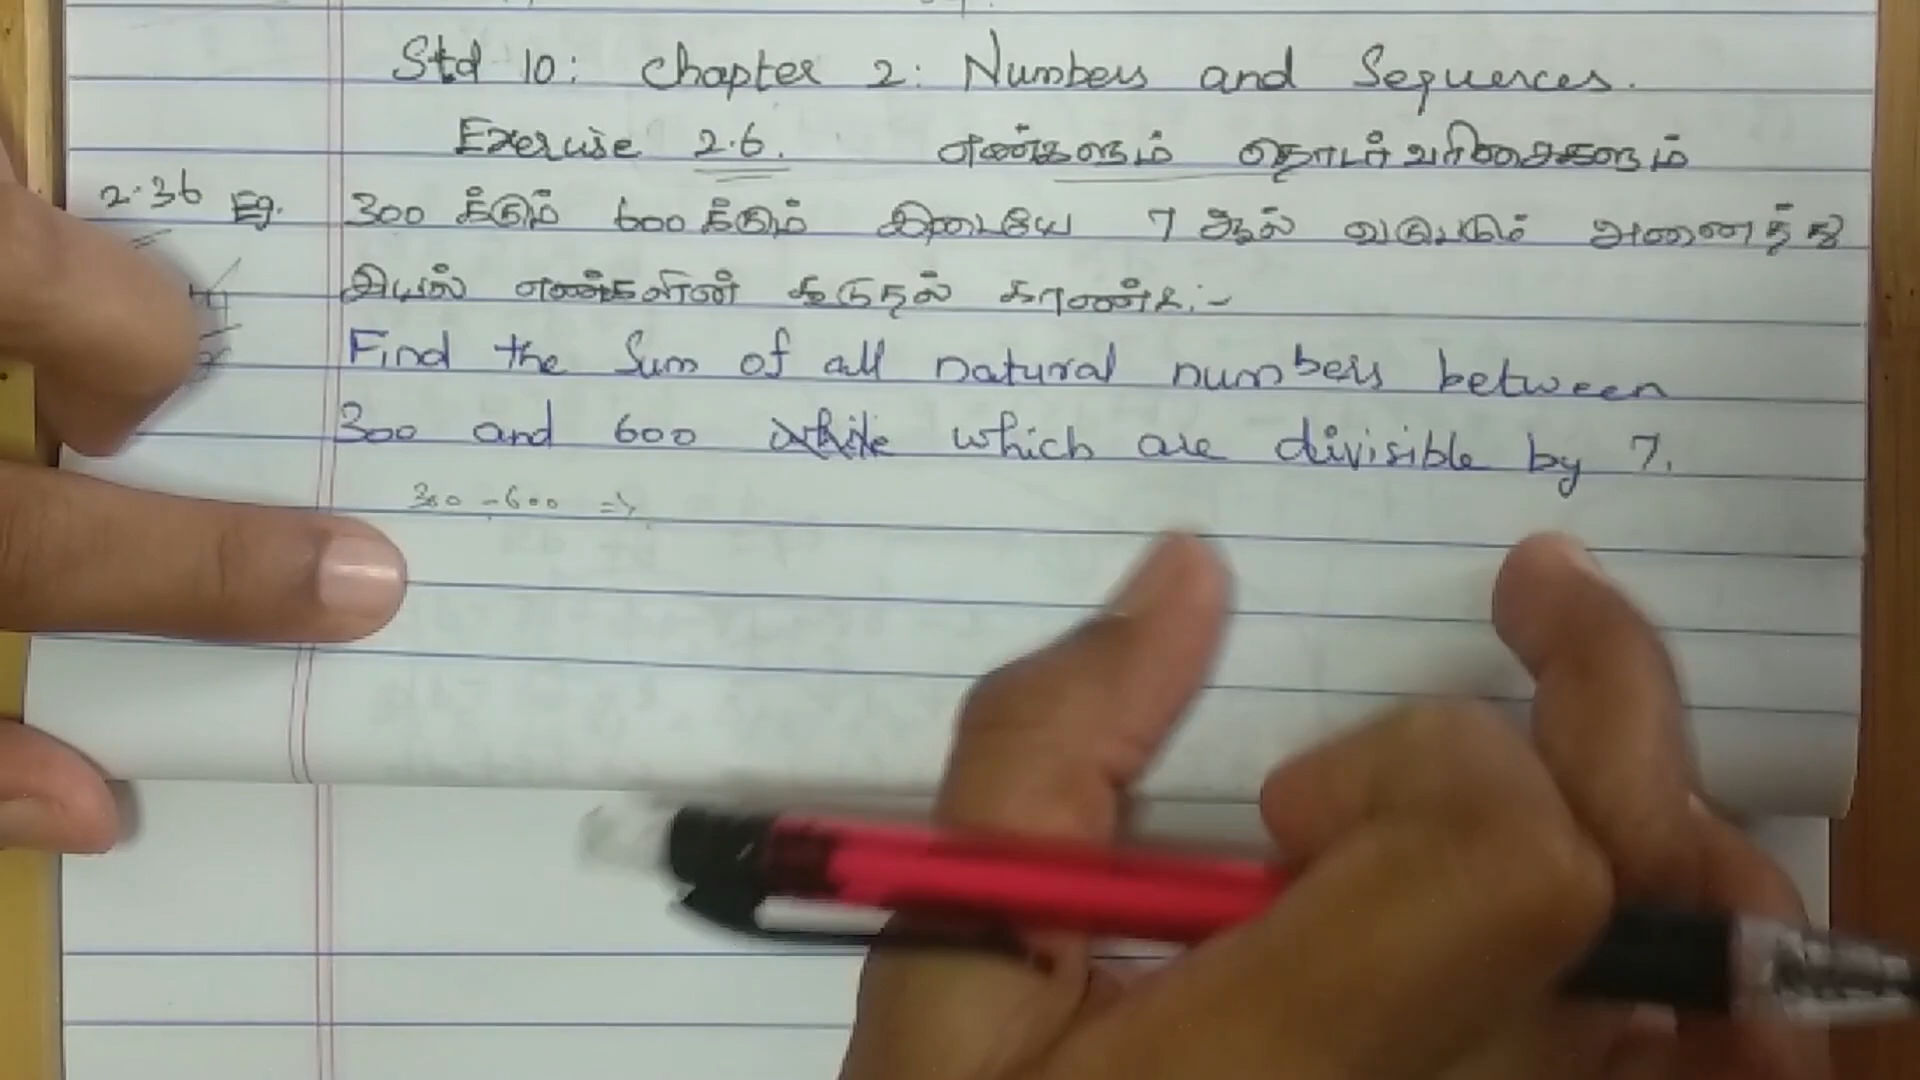 Std 10: Chapter 2: Numbers and Sequences.
Exercise 2.6. எண்களும் தொடர்வரிசைகளும்
2.36 Eg. 300 க்கும் 600 க்கும் இடையே 7 ஆல் வகுபடும் அனைத்து
இயல் எண்களின் கூடுதல் காண்க:-
Find the Sum of all natural numbers between
300 and 600 which are divisible by 7.
300 - 600 =>